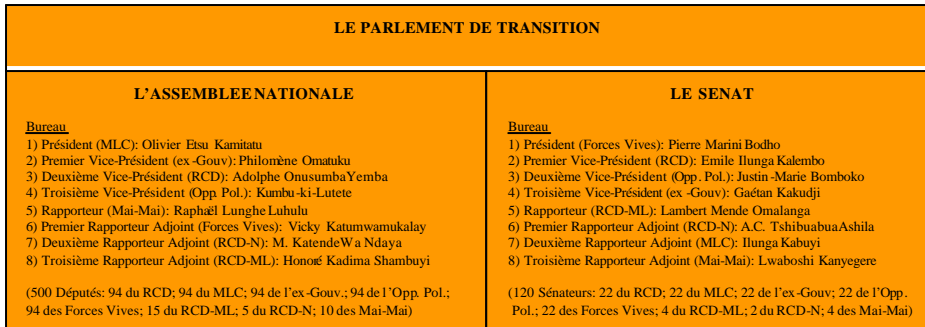 LE PARLEMENT DE TRANSITION
L'ASSEMBLEE NATIONALE
Bureau
1) Président (MLC): Olivier Etsu Kamitatu
2) Premier Vice-Président (ex-Gouv): Philomène Omatuku
3) Deuxième Vice-Président (RCD): Adolphe Onusumba Yemba
4) Troisième Vice-Président (Opp. Pol.): Kumbu-ki-Lutete
5) Rapporteur (Mai-Mai): Raphaël Lunghe Luhulu
6) Premier Rapporteur Adjoint (Forces Vives): Vicky Katumwamukalay
7) Deuxième Rapporteur Adjoint (RCD-N): M. Katende Wa Ndaya
8) Troisième Rapporteur Adjoint (RCD-ML): Honoré Kadima Shambuyi
(500 Députés: 94 du RCD; 94 du MLC; 94 de l'ex-Gouv.; 94 de l'Opp. Pol.;
94 des Forces Vives; 15 du RCD-ML; 5 du RCD-N; 10 des Mai-Mai)
LE SENAT
Bureau
1) Président (Forces Vives): Pierre Marini Bodho
2) Premier Vice-Président (RCD): Emile Ilunga Kalembo
3) Deuxième Vice-Président (Opp. Pol.): Justin-Marie Bomboko
4) Troisième Vice-Président (ex-Gouv): Gaétan Kakudji
5) Rapporteur (RCD-ML): Lambert Mende Omalanga
6) Premier Rapporteur Adjoint (RCD-N): A.C. Tshibuabua Ashila
7) Deuxième Rapporteur Adjoint (MLC): Ilunga Kabuyi
8) Troisième Rapporteur Adjoint (Mai-Mai): Lwaboshi Kanyegere
(120 Sénateurs: 22 du RCD; 22 du MLC; 22 de l'ex-Gouv; 22 de l'Opp.
Pol.; 22 des Forces Vives; 4 du RCD-ML; 2 du RCD-N; 4 des Mai-Mai)